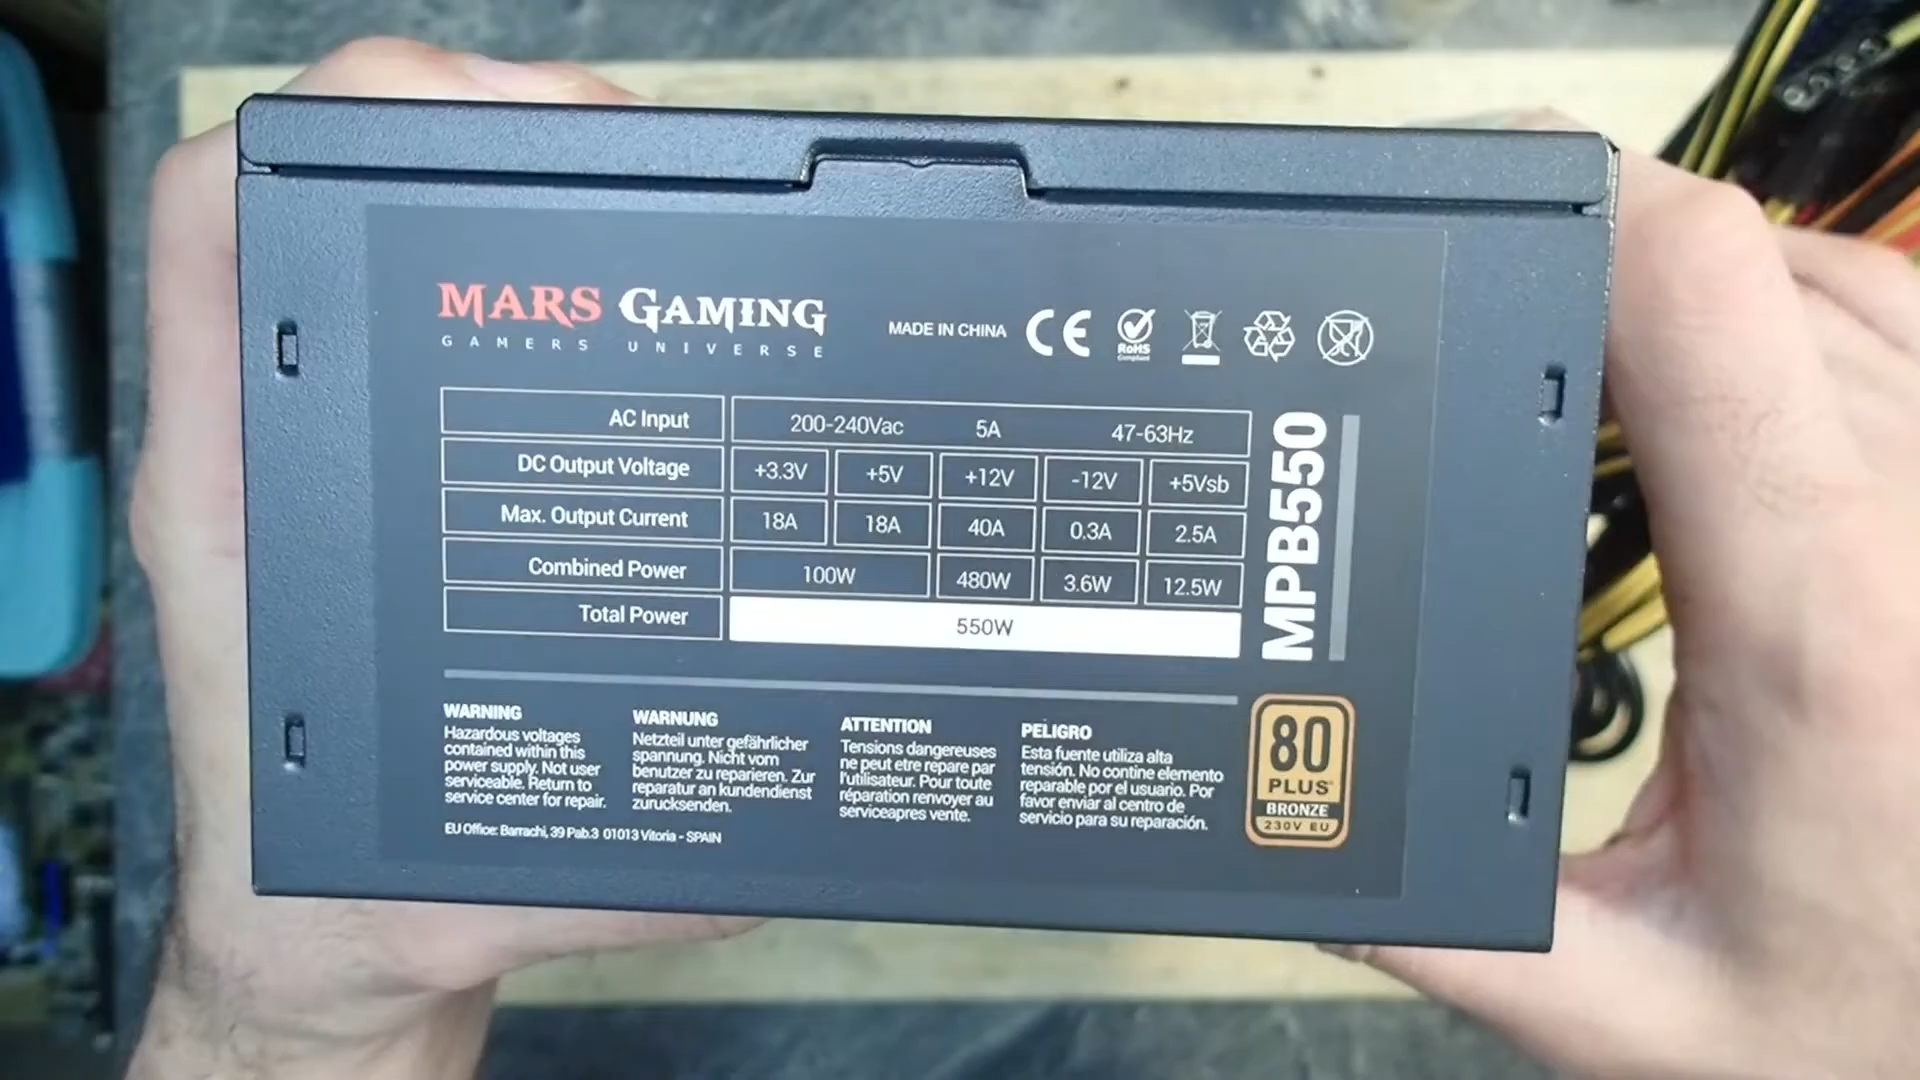 MARS GAMING
GAMERS UNIVERSE
MADE IN CHINA
CE
RoHS
Compliant
AC Input 200-240Vac 5A 47-63Hz
DC Output Voltage +3.3V +5V +12V -12V +5Vsb
Max. Output Current 18A 18A 40A 0.3A 2.5A
Combined Power 100W 480W 3.6W 12.5W
Total Power 550W
MPB550
WARNING
Hazardous voltages
contained within this
power supply. Not user
serviceable. Return to
service center for repair.
WARNUNG
Netzteil unter gefährlicher
spannung. Nicht vom
benutzer zu reparieren. Zur
reparatur an kundendienst
zurucksenden.
ATTENTION
Tensions dangereuses
ne peut etre repare par
l'utilisateur. Pour toute
réparation renvoyer au
serviceapres vente.
PELIGRO
Esta fuente utiliza alta
tensión. No contine elemento
reparable por el usuario. Por
favor enviar al centro de
servicio para su reparación.
EU Office: Barrachi, 39 Pab.3 01013 Vitoria - SPAIN
80
PLUS
BRONZE
230V EU